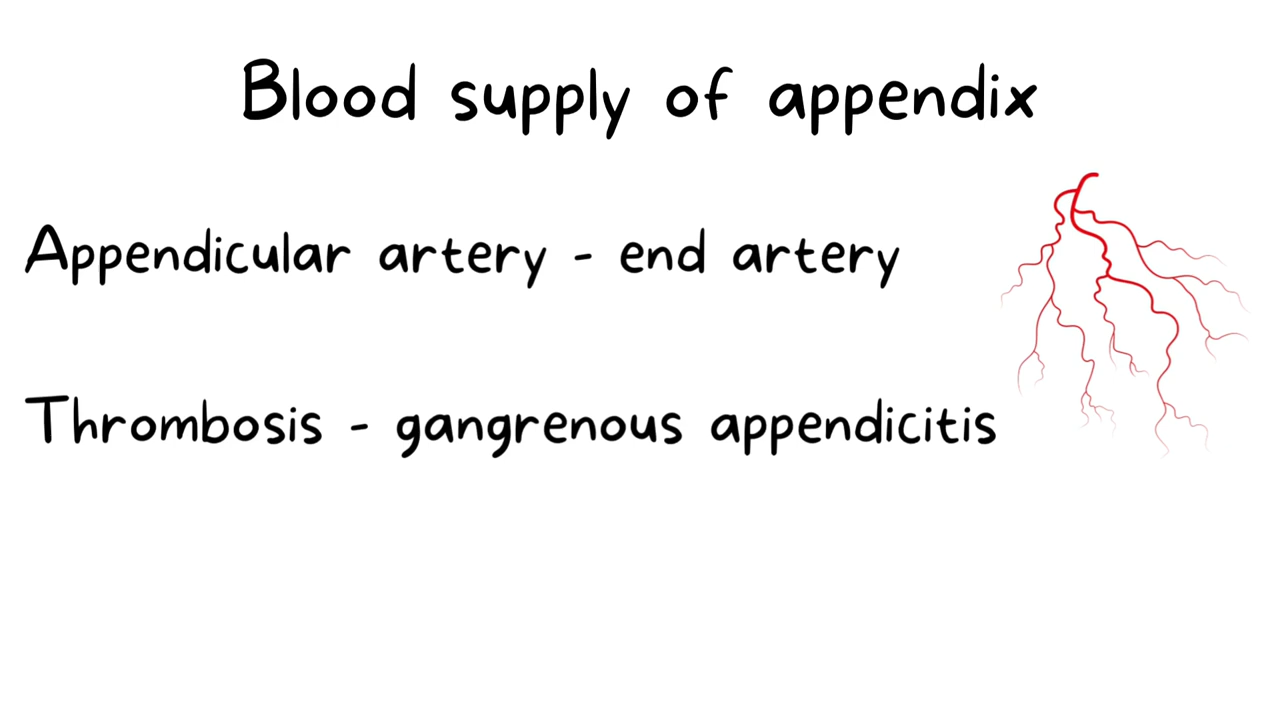 Blood supply of appendix
Appendicular artery - end artery
Thrombosis - gangrenous appendicitis